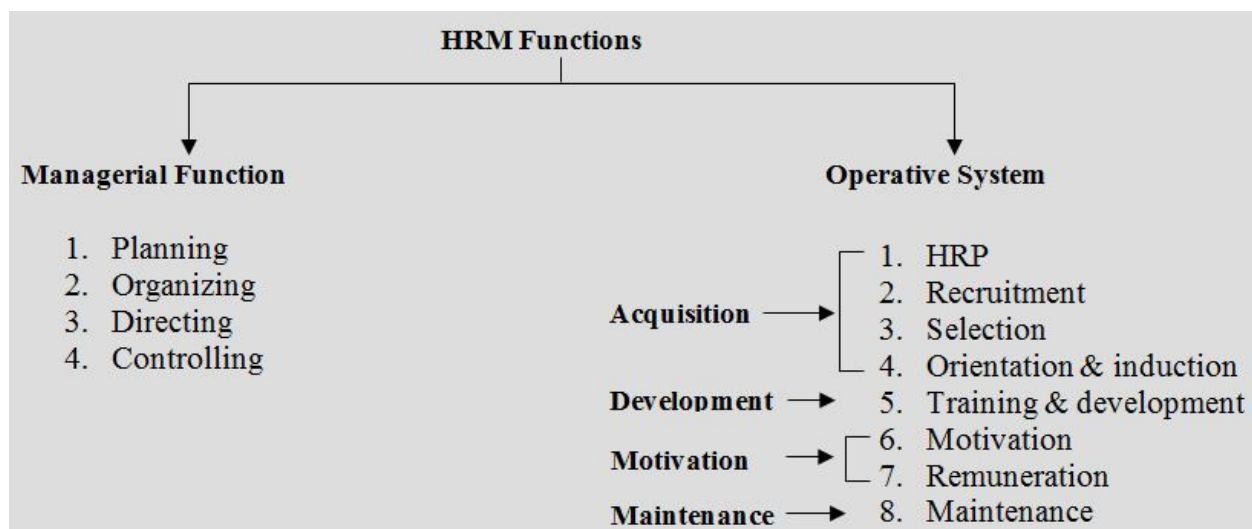 HRM Functions
Managerial Function
1. Planning
2. Organizing
3. Directing
4. Controlling
Operative System
Acquisition
1. HRP
2. Recruitment
3. Selection
4. Orientation & induction
Development
5. Training & development
Motivation
6. Motivation
7. Remuneration
Maintenance
8. Maintenance